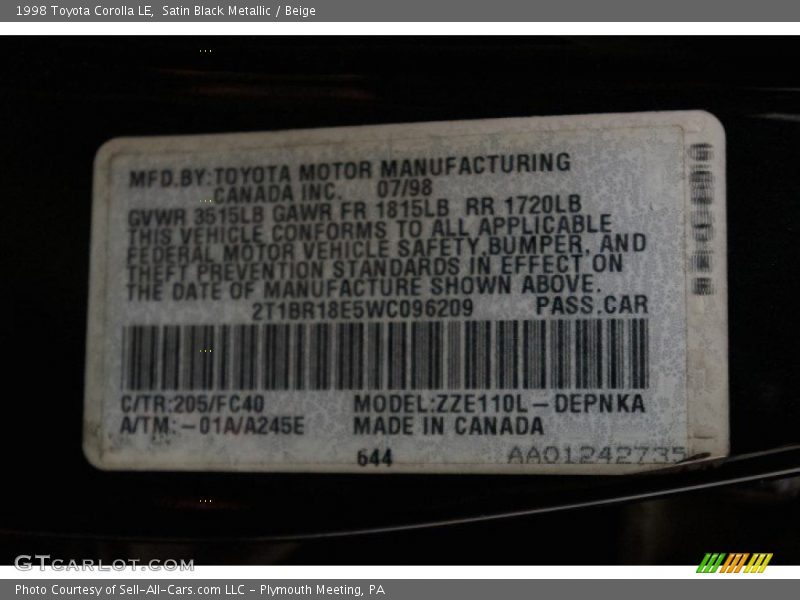 1998 Toyota Corolla LE, Satin Black Metallic / Beige
MFD.BY:TOYOTA MOTOR MANUFACTURING
CANADA INC. 07/98
GVWR 3515LB GAWR FR 1815LB RR 1720LB
THIS VEHICLE CONFORMS TO ALL APPLICABLE
FEDERAL MOTOR VEHICLE SAFETY,BUMPER, AND
THEFT PREVENTION STANDARDS IN EFFECT ON
THE DATE OF MANUFACTURE SHOWN ABOVE.
2T1BR18E5WC096209 PASS.CAR
C/TR:205/FC40 MODEL:ZZE110L-DEPNKA
A/TM:-01A/A245E MADE IN CANADA
644 AA01242735
GTCARLOT.COM
Photo Courtesy of Sell-All-Cars.com LLC - Plymouth Meeting, PA